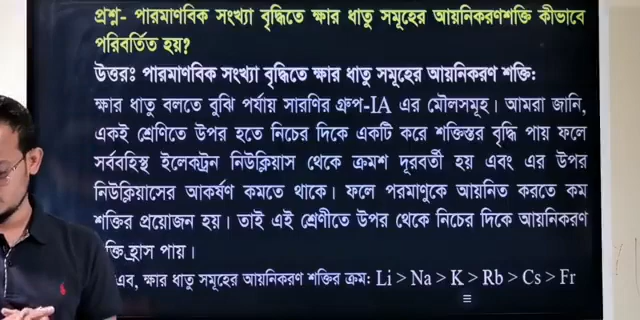 প্রশ্ন- পারমাণবিক সংখ্যা বৃদ্ধিতে ক্ষার ধাতু সমূহের আয়নিকরণশক্তি কীভাবে
পরিবর্তিত হয়?
উত্তরঃ পারমাণবিক সংখ্যা বৃদ্ধিতে ক্ষার ধাতু সমূহের আয়নিকরণ শক্তি:
ক্ষার ধাতু বলতে বুঝি পর্যায় সারণির গ্রুপ-IA এর মৌলসমূহ। আমরা জানি,
একই শ্রেণিতে উপর হতে নিচের দিকে একটি করে শক্তিস্তর বৃদ্ধি পায় ফলে
সর্ববহিস্থ ইলেকট্রন নিউক্লিয়াস থেকে ক্রমশ দূরবর্তী হয় এবং এর উপর
নিউক্লিয়াসের আকর্ষণ কমতে থাকে। ফলে পরমাণুকে আয়নিত করতে কম
শক্তির প্রয়োজন হয়। তাই এই শ্রেণীতে উপর থেকে নিচের দিকে আয়নিকরণ
ক্তি হ্রাস পায়।
এব, ক্ষার ধাতু সমূহের আয়নিকরণ শক্তির ক্রম: Li > Na > K > Rb > Cs > Fr